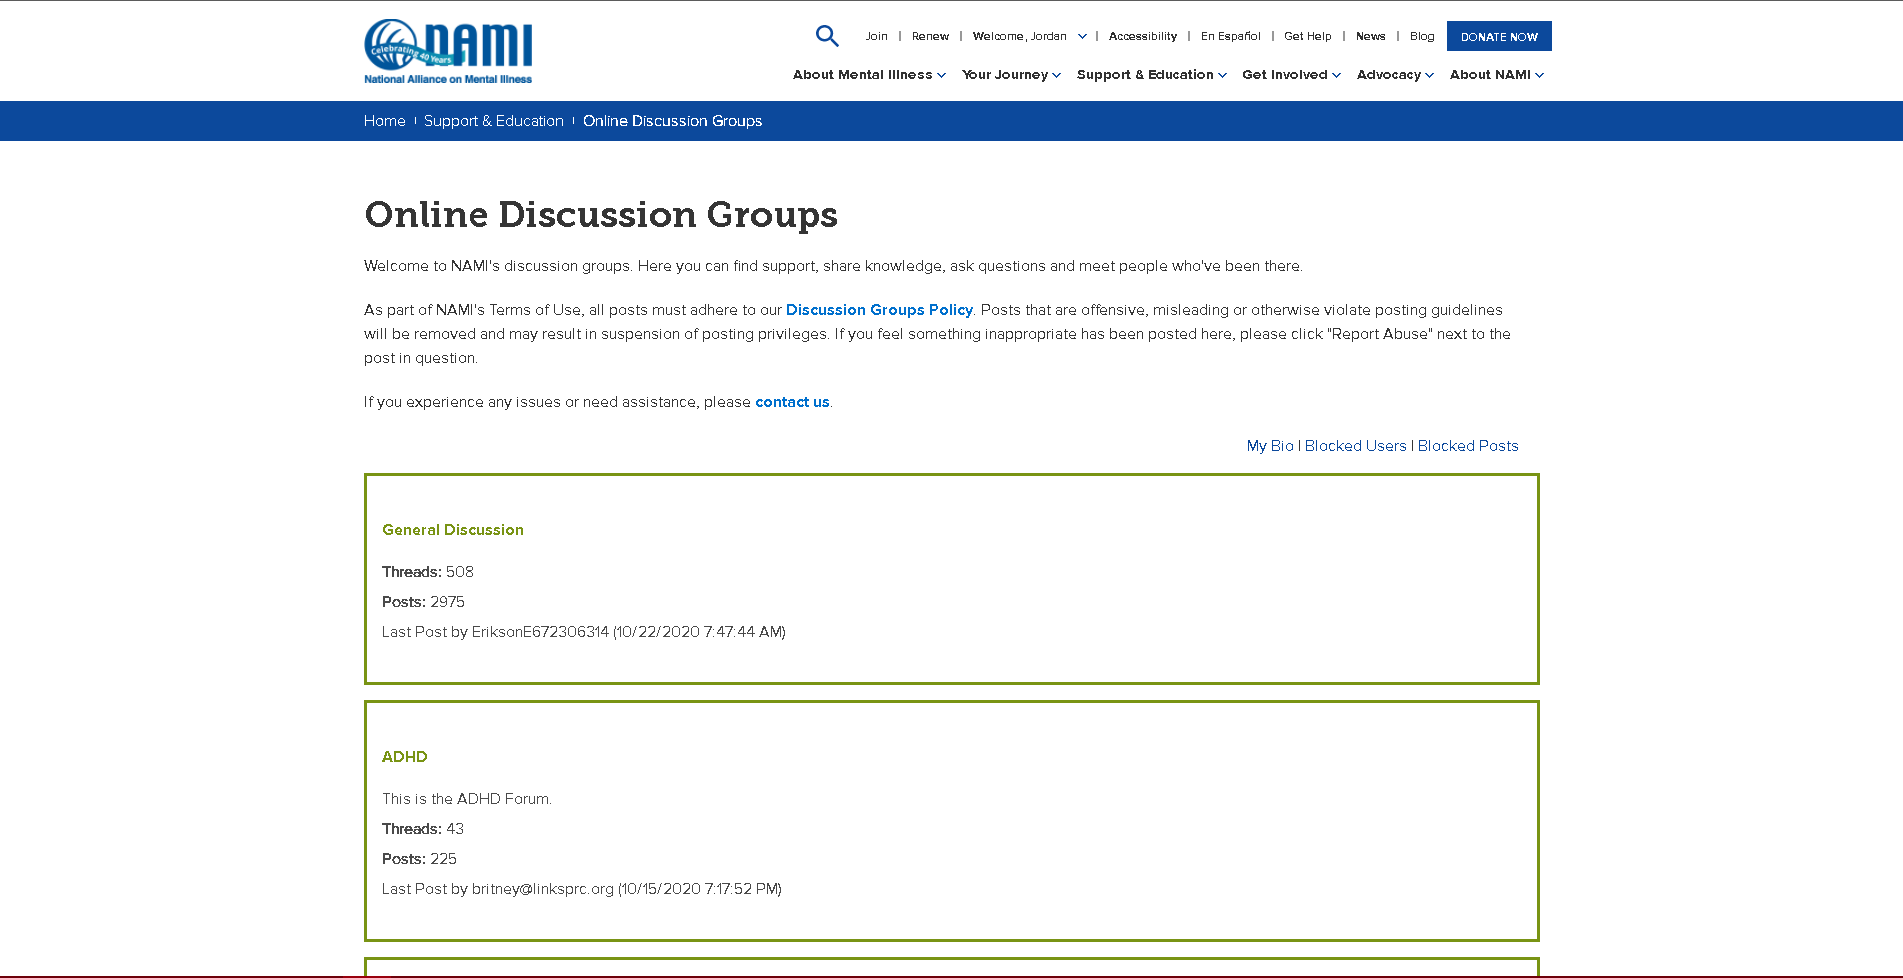 Celebrating 40 Years
NAMI
National Alliance on Mental Illness
Join | Renew | Welcome, Jordan | Accessibility | En Español | Get Help | News | Blog DONATE NOW
About Mental Illness Your Journey Support & Education Get Involved Advocacy About NAMI
Home Support & Education Online Discussion Groups
Online Discussion Groups
Welcome to NAMI's discussion groups. Here you can find support, share knowledge, ask questions and meet people who've been there.
As part of NAMI's Terms of Use, all posts must adhere to our Discussion Groups Policy. Posts that are offensive, misleading or otherwise violate posting guidelines
will be removed and may result in suspension of posting privileges. If you feel something inappropriate has been posted here, please click "Report Abuse" next to the
post in question.
If you experience any issues or need assistance, please contact us.
My Bio | Blocked Users | Blocked Posts
General Discussion
Threads: 508
Posts: 2975
Last Post by EriksonE672306314 (10/22/2020 7:47:44 AM)
ADHD
This is the ADHD Forum.
Threads: 43
Posts: 225
Last Post by britney@linksprc.org (10/15/2020 7:17:52 PM)